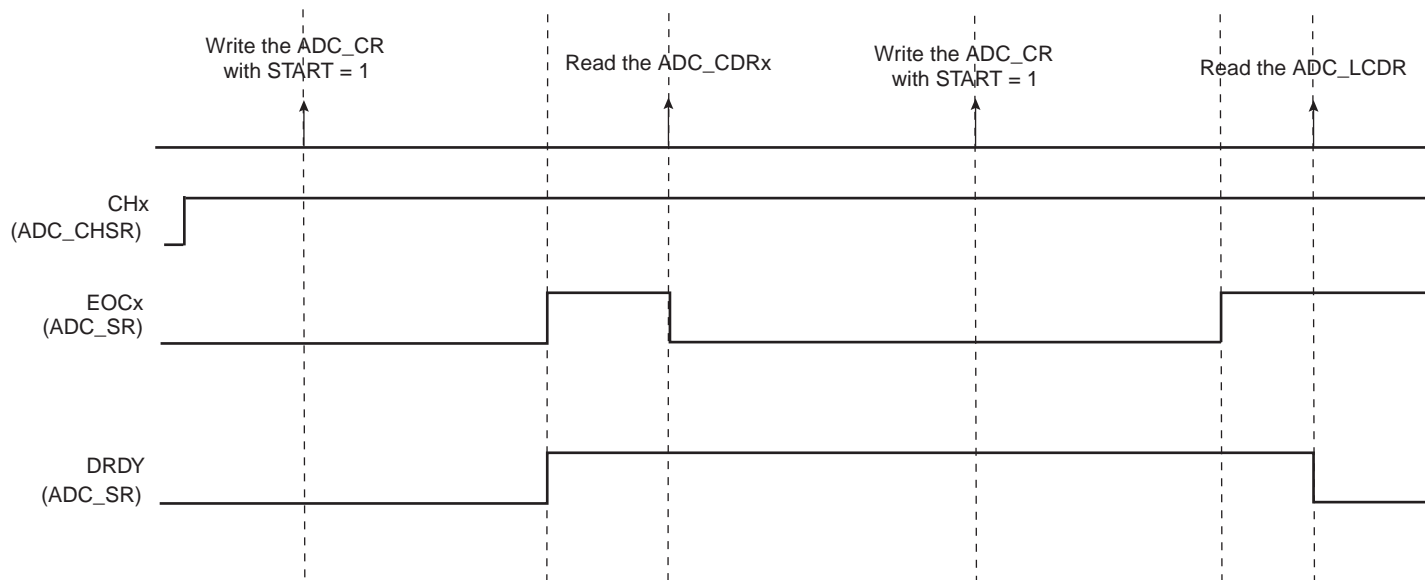 Write the ADC_CR
with START = 1
Read the ADC_CDRx
Write the ADC_CR
with START = 1
Read the ADC_LCDR
CHx
(ADC_CHSR)
EOCx
(ADC_SR)
DRDY
(ADC_SR)